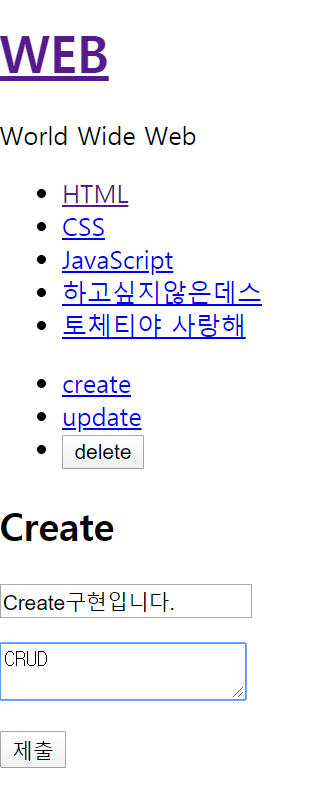 WEB
World Wide Web
HTML
CSS
JavaScript
하고싶지않은데스
토체티야 사랑해
create
update
delete
Create
Create구현입니다.
CRUD
제출